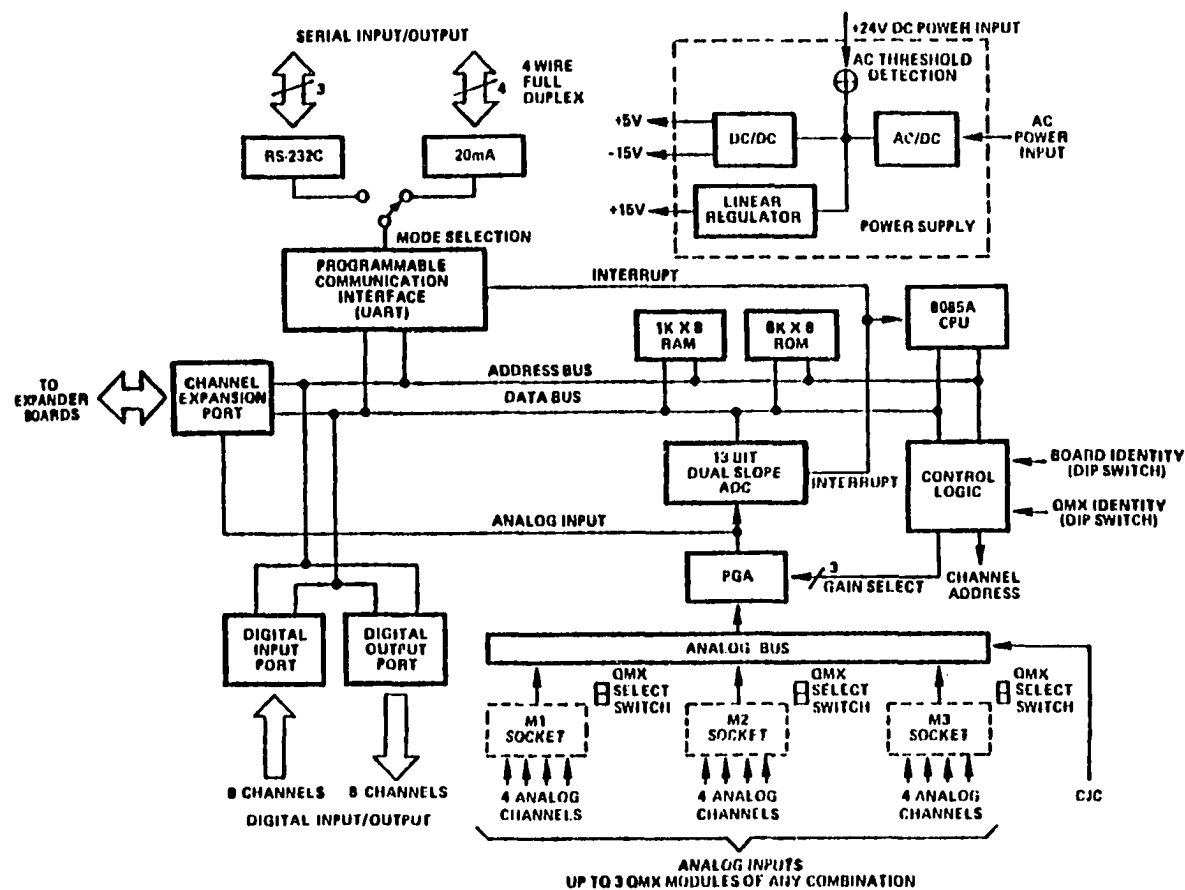 SERIAL INPUT/OUTPUT
3
4
4 WIRE
FULL
DUPLEX
RS-232C
20mA
MODE SELECTION
+24V DC POWER INPUT
AC THRESHOLD
DETECTION
+5V
-15V
DC/DC
AC/DC
AC
POWER
INPUT
+15V
LINEAR
REGULATOR
POWER SUPPLY
PROGRAMMABLE
COMMUNICATION
INTERFACE
(UART)
INTERRUPT
1K X 8
RAM
8K X 8
ROM
8085A
CPU
TO
EXPANDER
BOARDS
CHANNEL
EXPANSION
PORT
ADDRESS BUS
DATA BUS
13 BIT
DUAL SLOPE
ADC
INTERRUPT
CONTROL
LOGIC
BOARD IDENTITY
(DIP SWITCH)
QMX IDENTITY
(DIP SWITCH)
ANALOG INPUT
PGA
3
GAIN SELECT
CHANNEL
ADDRESS
DIGITAL
INPUT
PORT
DIGITAL
OUTPUT
PORT
ANALOG BUS
QMX
SELECT
SWITCH
QMX
SELECT
SWITCH
QMX
SELECT
SWITCH
M1
SOCKET
M2
SOCKET
M3
SOCKET
8 CHANNELS
8 CHANNELS
DIGITAL INPUT/OUTPUT
4 ANALOG
CHANNELS
4 ANALOG
CHANNELS
4 ANALOG
CHANNELS
CJC
ANALOG INPUTS
UP TO 3 QMX MODULES OF ANY COMBINATION